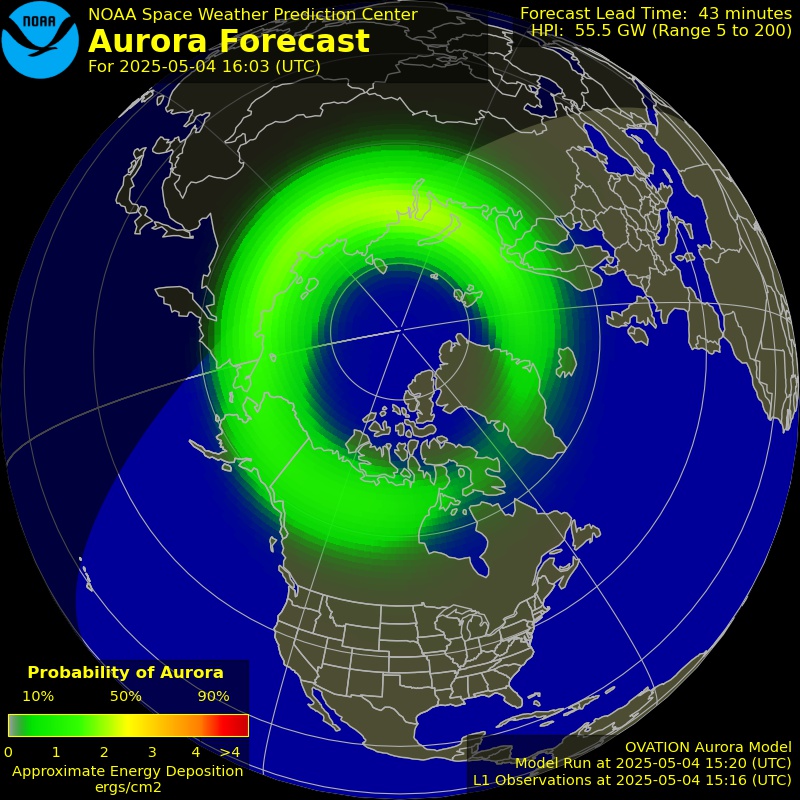 NOAA
NOAA Space Weather Prediction Center
Aurora Forecast
For 2025-05-04 16:03 (UTC)
Forecast Lead Time:  43 minutes
HPI:  55.5 GW (Range 5 to 200)
Probability of Aurora
10% 50% 90%
0 1 2 3 4 >4
Approximate Energy Deposition
ergs/cm2
OVATION Aurora Model
Model Run at 2025-05-04 15:20 (UTC)
L1 Observations at 2025-05-04 15:16 (UTC)